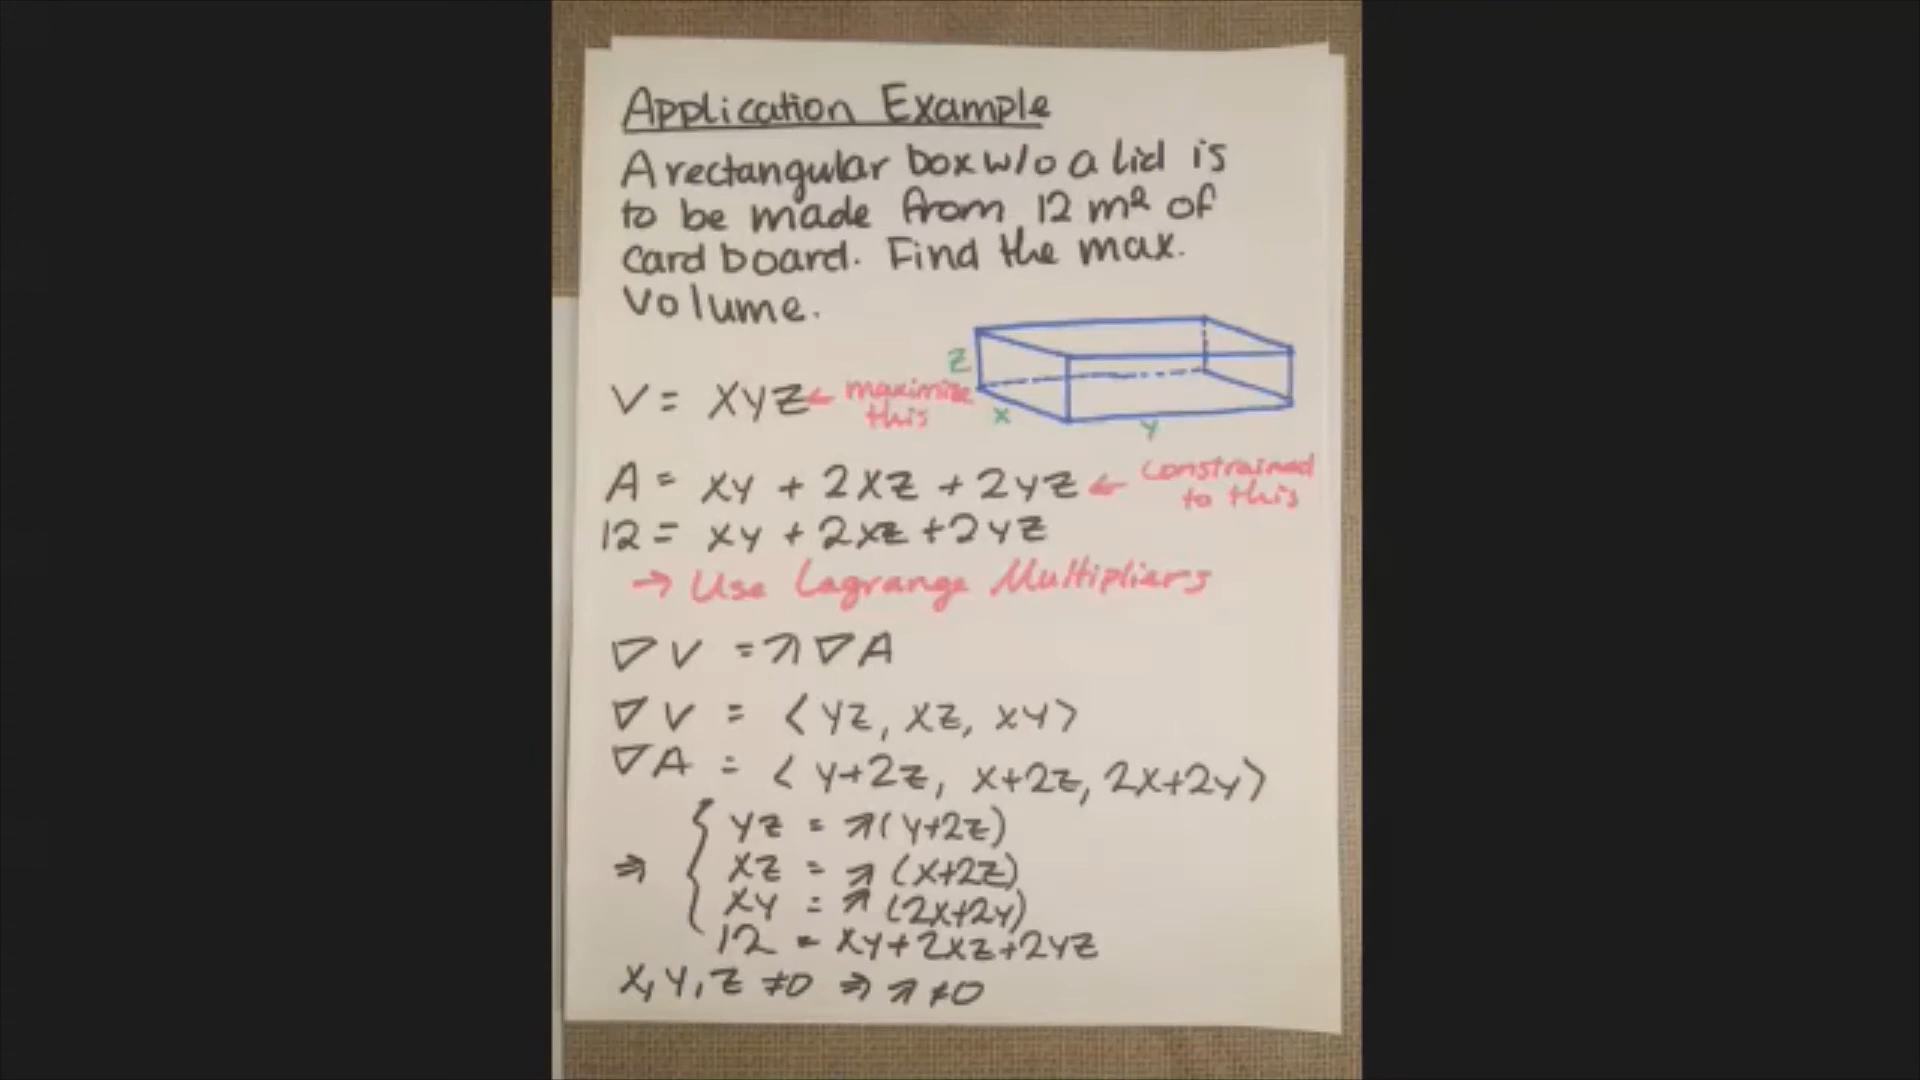 Application Example
A rectangular box w/o a lid is
to be made from 12 m² of
cardboard. Find the max.
Volume.
z
V = xyz ← maximize
this
x
y
A = xy + 2xz + 2yz ← constrained
to this
12 = xy + 2xz + 2yz
→ Use Lagrange Multipliers
∇V = λ∇A
∇V = ⟨yz, xz, xy⟩
∇A = ⟨y+2z, x+2z, 2x+2y⟩
yz = λ(y+2z)
⇒ { xz = λ(x+2z)
xy = λ(2x+2y)
12 = xy+2xz+2yz
x, y, z ≠0 ⇒ λ≠0